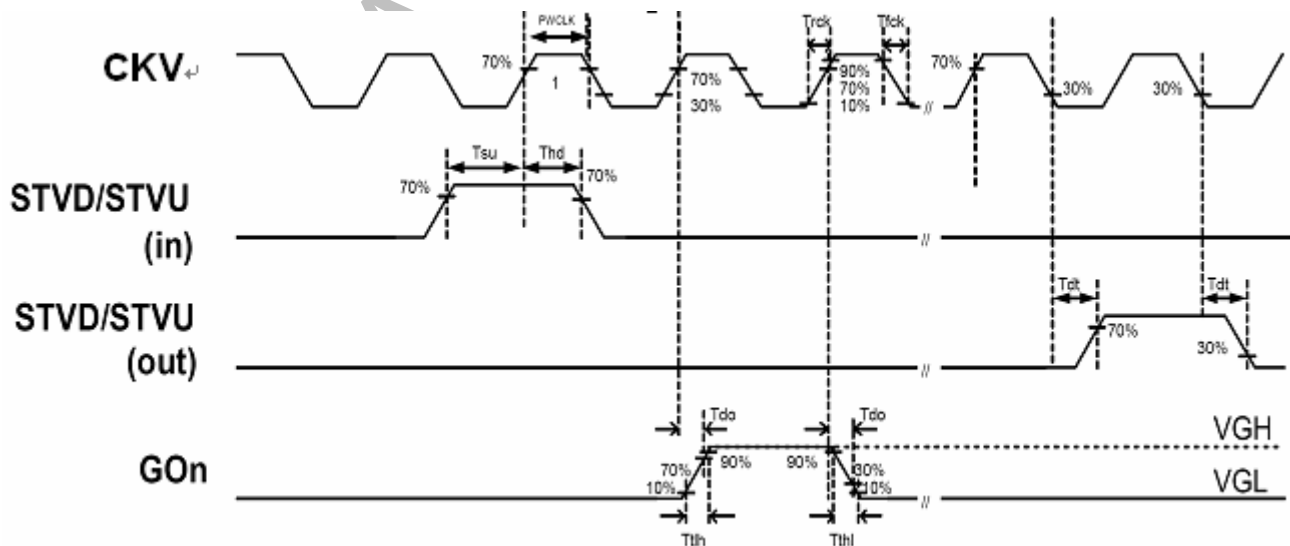 PWCLK
Trck Tfck
CKV↵
70%
1
70%
30%
90%
70%
10%
70%
30%
30%
//
Tsu Thd
70%
70%
STVD/STVU
(in)
//
Tdt
Tdt
STVD/STVU
(out)
70%
30%
//
Tdo
Tdo
VGH
GOn
70%
90%
90%
30%
10%
10%
VGL
//
Ttlh
Tthl